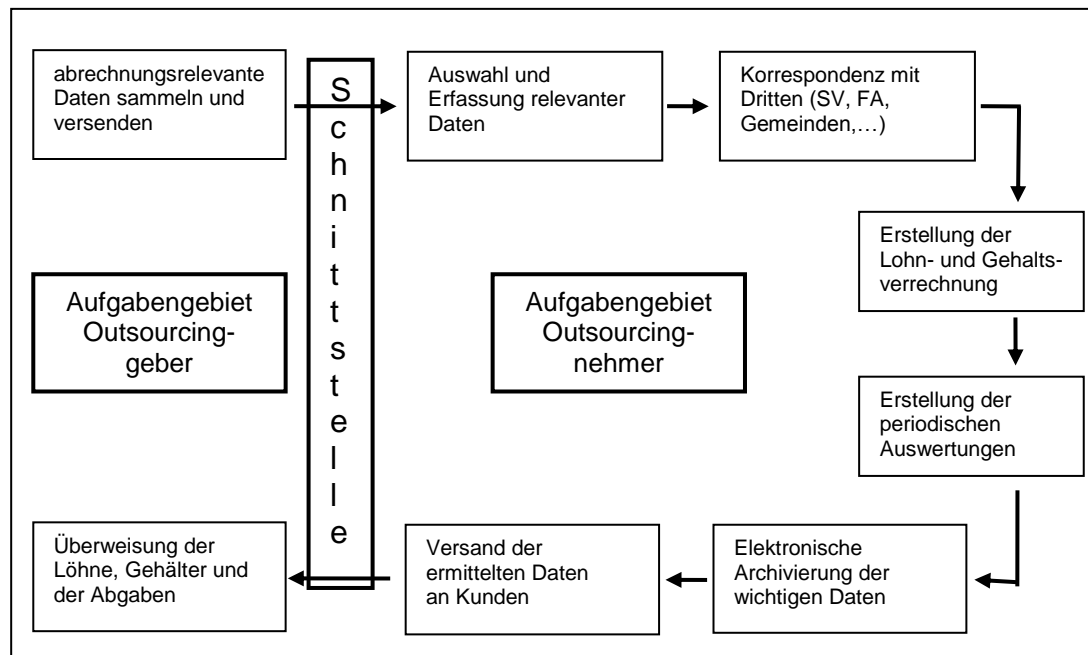 abrechnungsrelevante
Daten sammeln und
versenden
Schnittstelle
Auswahl und
Erfassung relevanter
Daten
Korrespondenz mit
Dritten (SV, FA,
Gemeinden,…)
Erstellung der
Lohn- und Gehalts-
verrechnung
Aufgabengebiet
Outsourcing-
geber
Aufgabengebiet
Outsourcing-
nehmer
Erstellung der
periodischen
Auswertungen
Überweisung der
Löhne, Gehälter und
der Abgaben
Versand der
ermittelten Daten
an Kunden
Elektronische
Archivierung der
wichtigen Daten